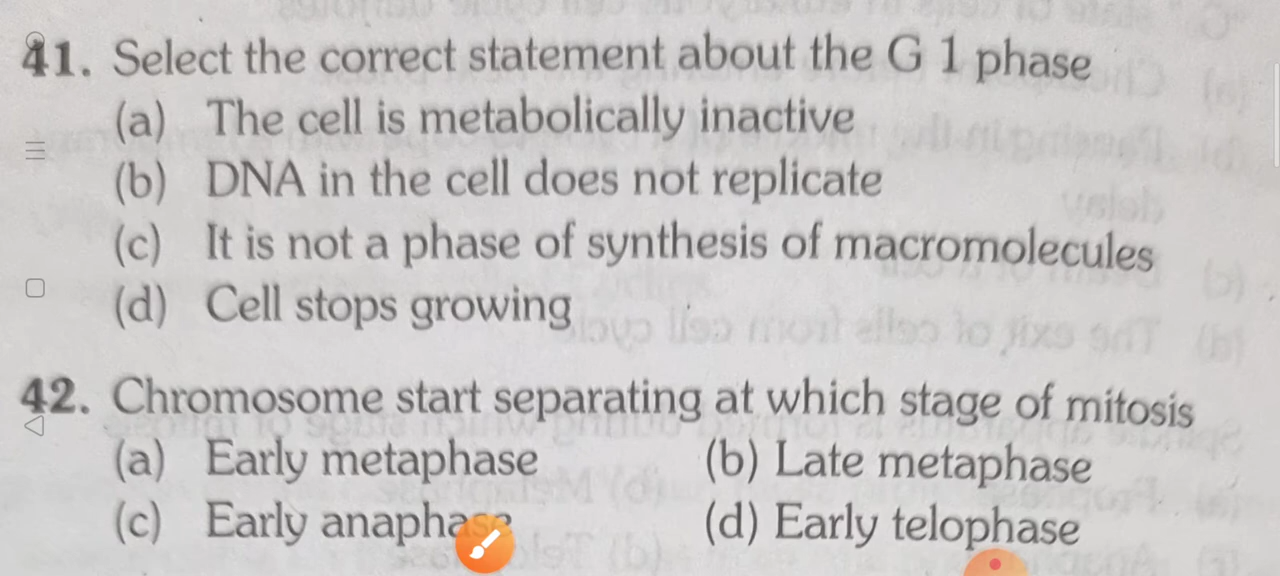 41. Select the correct statement about the G 1 phase
(a) The cell is metabolically inactive
(b) DNA in the cell does not replicate
(c) It is not a phase of synthesis of macromolecules
(d) Cell stops growing
42. Chromosome start separating at which stage of mitosis
(a) Early metaphase (b) Late metaphase
(c) Early anaphase (d) Early telophase